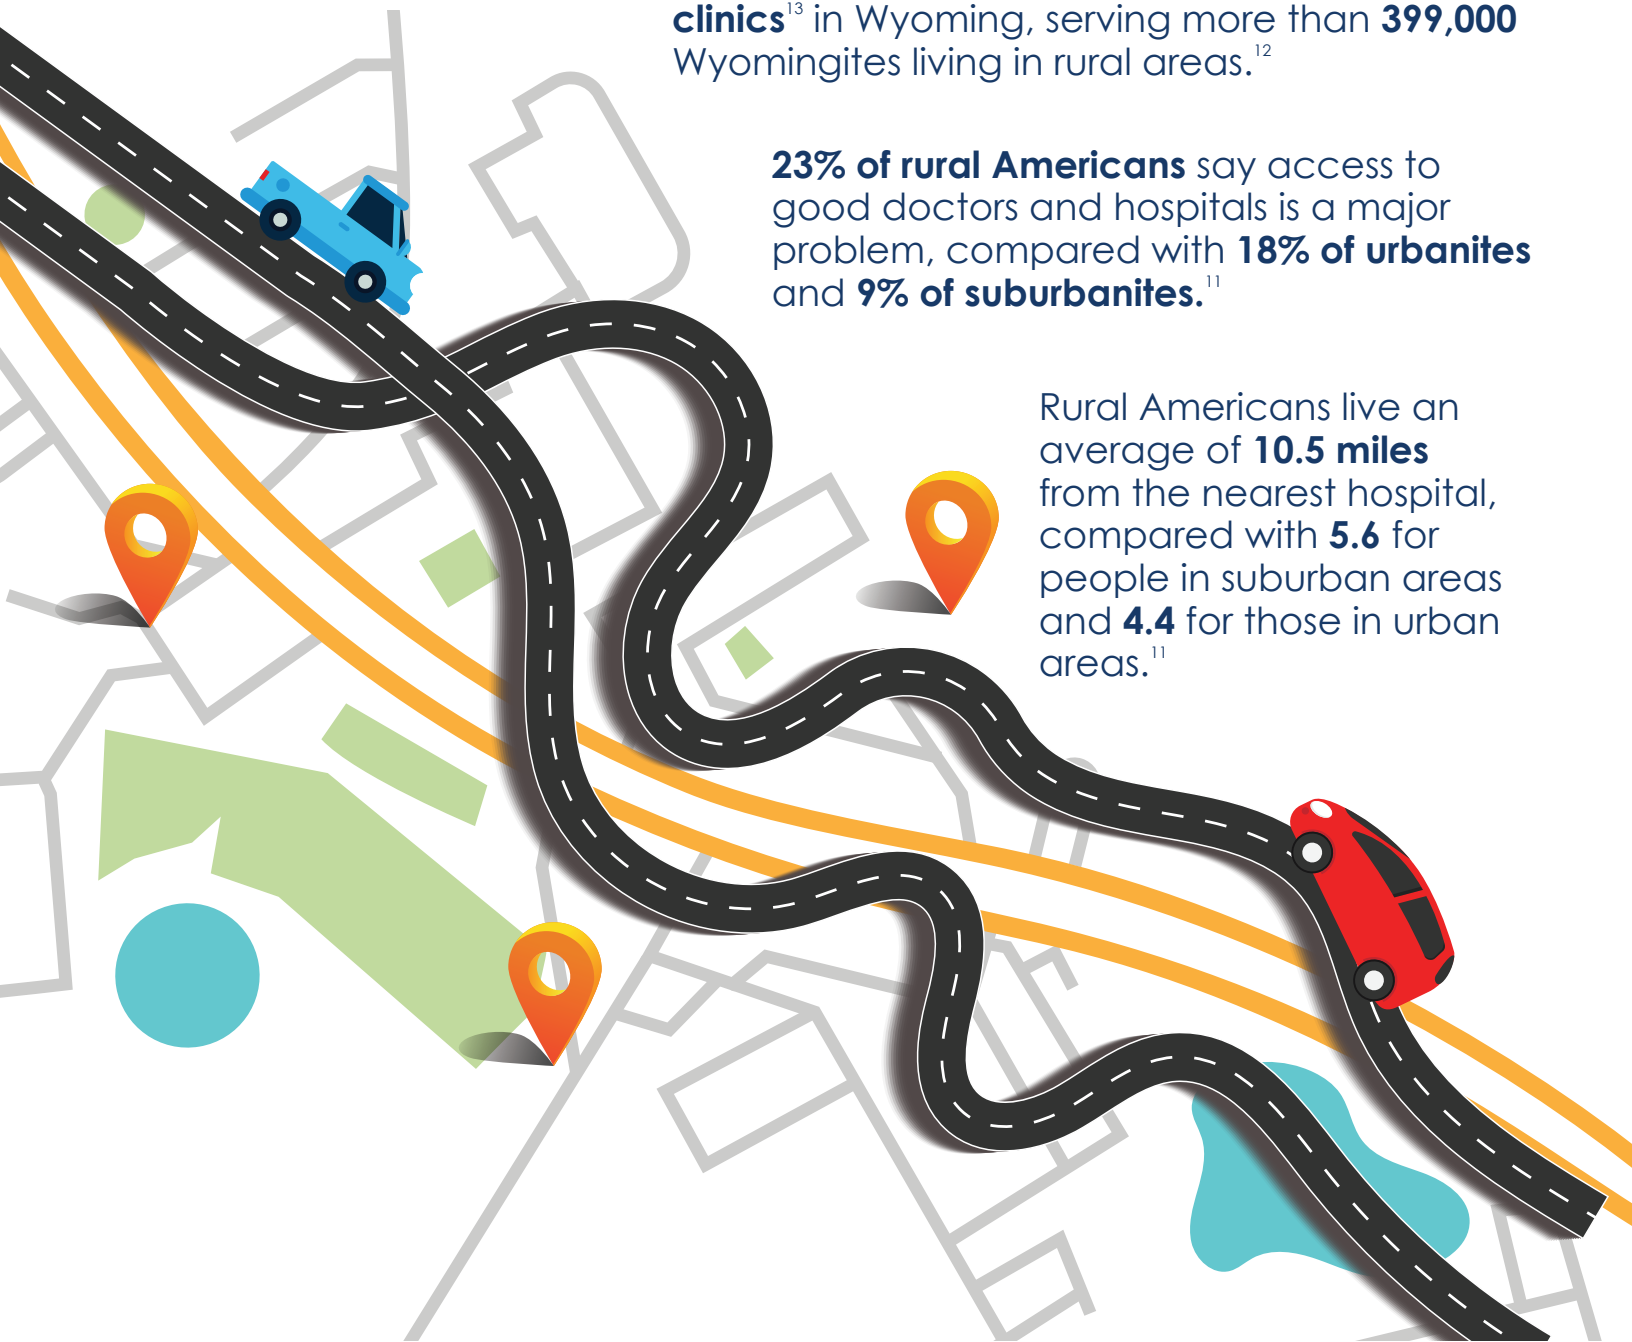 clinics¹³ in Wyoming, serving more than 399,000
Wyomingites living in rural areas.¹²
23% of rural Americans say access to
good doctors and hospitals is a major
problem, compared with 18% of urbanites
and 9% of suburbanites.¹¹
Rural Americans live an
average of 10.5 miles
from the nearest hospital,
compared with 5.6 for
people in suburban areas
and 4.4 for those in urban
areas.¹¹